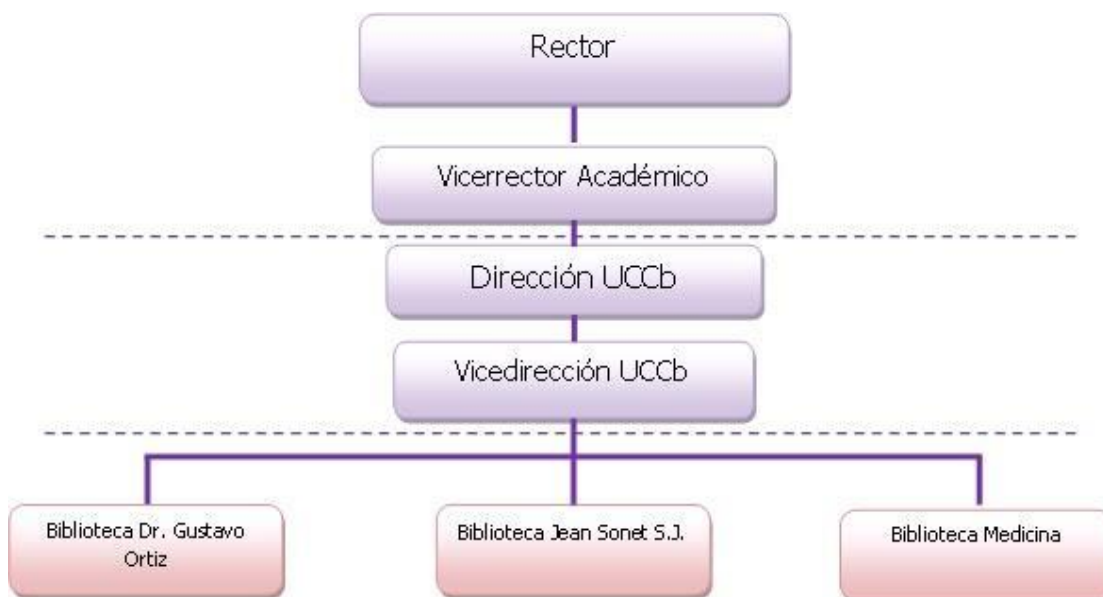 Rector
Vicerrector Académico
Dirección UCCb
Vicedirección UCCb
Biblioteca Dr. Gustavo
Ortiz
Biblioteca Jean Sonet S.J.
Biblioteca Medicina